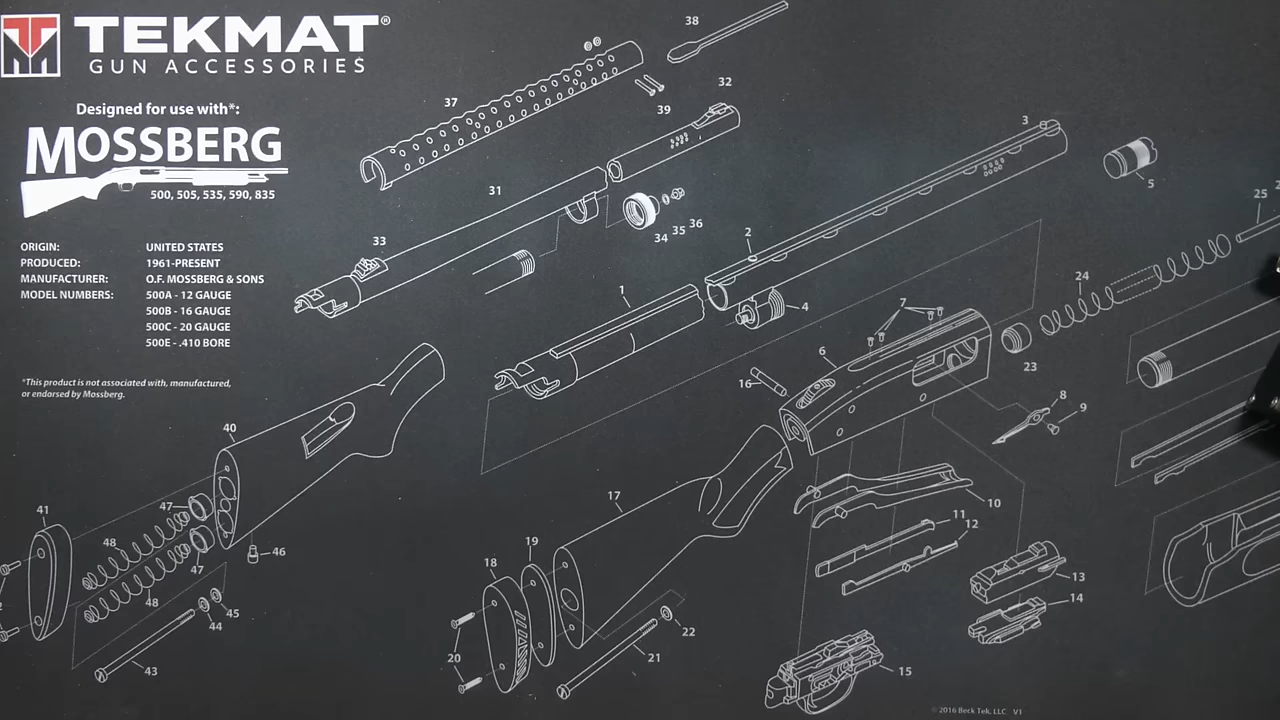 TEKMAT®
GUN ACCESSORIES
Designed for use with*:
MOSSBERG
500, 505, 535, 590, 835
ORIGIN: UNITED STATES
PRODUCED: 1961-PRESENT
MANUFACTURER: O.F. MOSSBERG & SONS
MODEL NUMBERS: 500A - 12 GAUGE
500B - 16 GAUGE
500C - 20 GAUGE
500E - .410 BORE
*This product is not associated with, manufactured,
or endorsed by Mossberg.
38
37
39
32
31
33
34 35 36
3
2
5
25
1
4
24
7
6
16
23
8
9
40
41
47
48
46
47
48
45
44
43
17
19
18
20
22
21
10
11
12
13
14
15
© 2016 Beck Tek, LLC V1